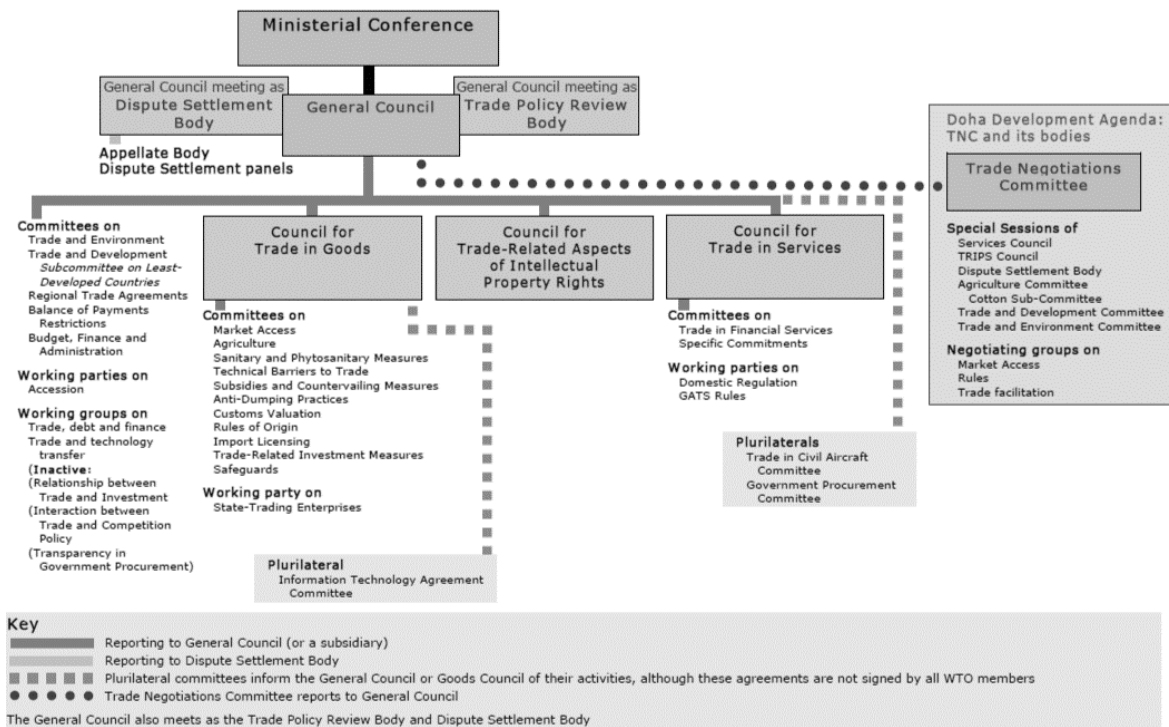 Ministerial Conference
General Council meeting as
Dispute Settlement
Body
General Council
General Council meeting as
Trade Policy Review
Body
Appellate Body
Dispute Settlement panels
Doha Development Agenda:
TNC and its bodies
Trade Negotiations
Committee
Special Sessions of
Services Council
TRIPS Council
Dispute Settlement Body
Agriculture Committee
Cotton Sub-Committee
Trade and Development Committee
Trade and Environment Committee
Negotiating groups on
Market Access
Rules
Trade facilitation
Committees on
Trade and Environment
Trade and Development
Subcommittee on Least-
Developed Countries
Regional Trade Agreements
Balance of Payments
Restrictions
Budget, Finance and
Administration
Working parties on
Accession
Working groups on
Trade, debt and finance
Trade and technology
transfer
(Inactive:
(Relationship between
Trade and Investment
(Interaction between
Trade and Competition
Policy
(Transparency in
Government Procurement)
Council for
Trade in Goods
Committees on
Market Access
Agriculture
Sanitary and Phytosanitary Measures
Technical Barriers to Trade
Subsidies and Countervailing Measures
Anti-Dumping Practices
Customs Valuation
Rules of Origin
Import Licensing
Trade-Related Investment Measures
Safeguards
Working party on
State-Trading Enterprises
Plurilateral
Information Technology Agreement
Committee
Council for
Trade-Related Aspects
of Intellectual
Property Rights
Council for
Trade in Services
Committees on
Trade in Financial Services
Specific Commitments
Working parties on
Domestic Regulation
GATS Rules
Plurilaterals
Trade in Civil Aircraft
Committee
Government Procurement
Committee
Key
Reporting to General Council (or a subsidiary)
Reporting to Dispute Settlement Body
Plurilateral committees inform the General Council or Goods Council of their activities, although these agreements are not signed by all WTO members
Trade Negotiations Committee reports to General Council
The General Council also meets as the Trade Policy Review Body and Dispute Settlement Body